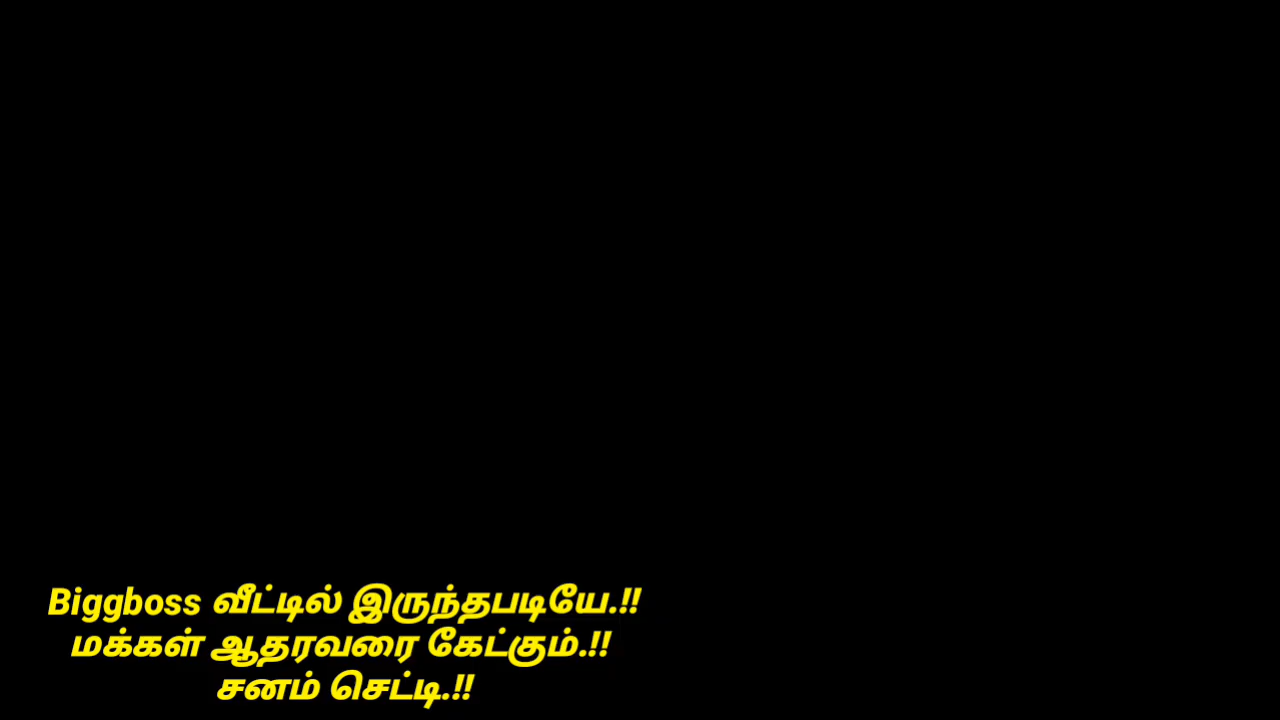 Biggboss வீட்டில் இருந்தபடியே.!!
மக்கள் ஆதரவரை கேட்கும்.!!
சனம் செட்டி.!!